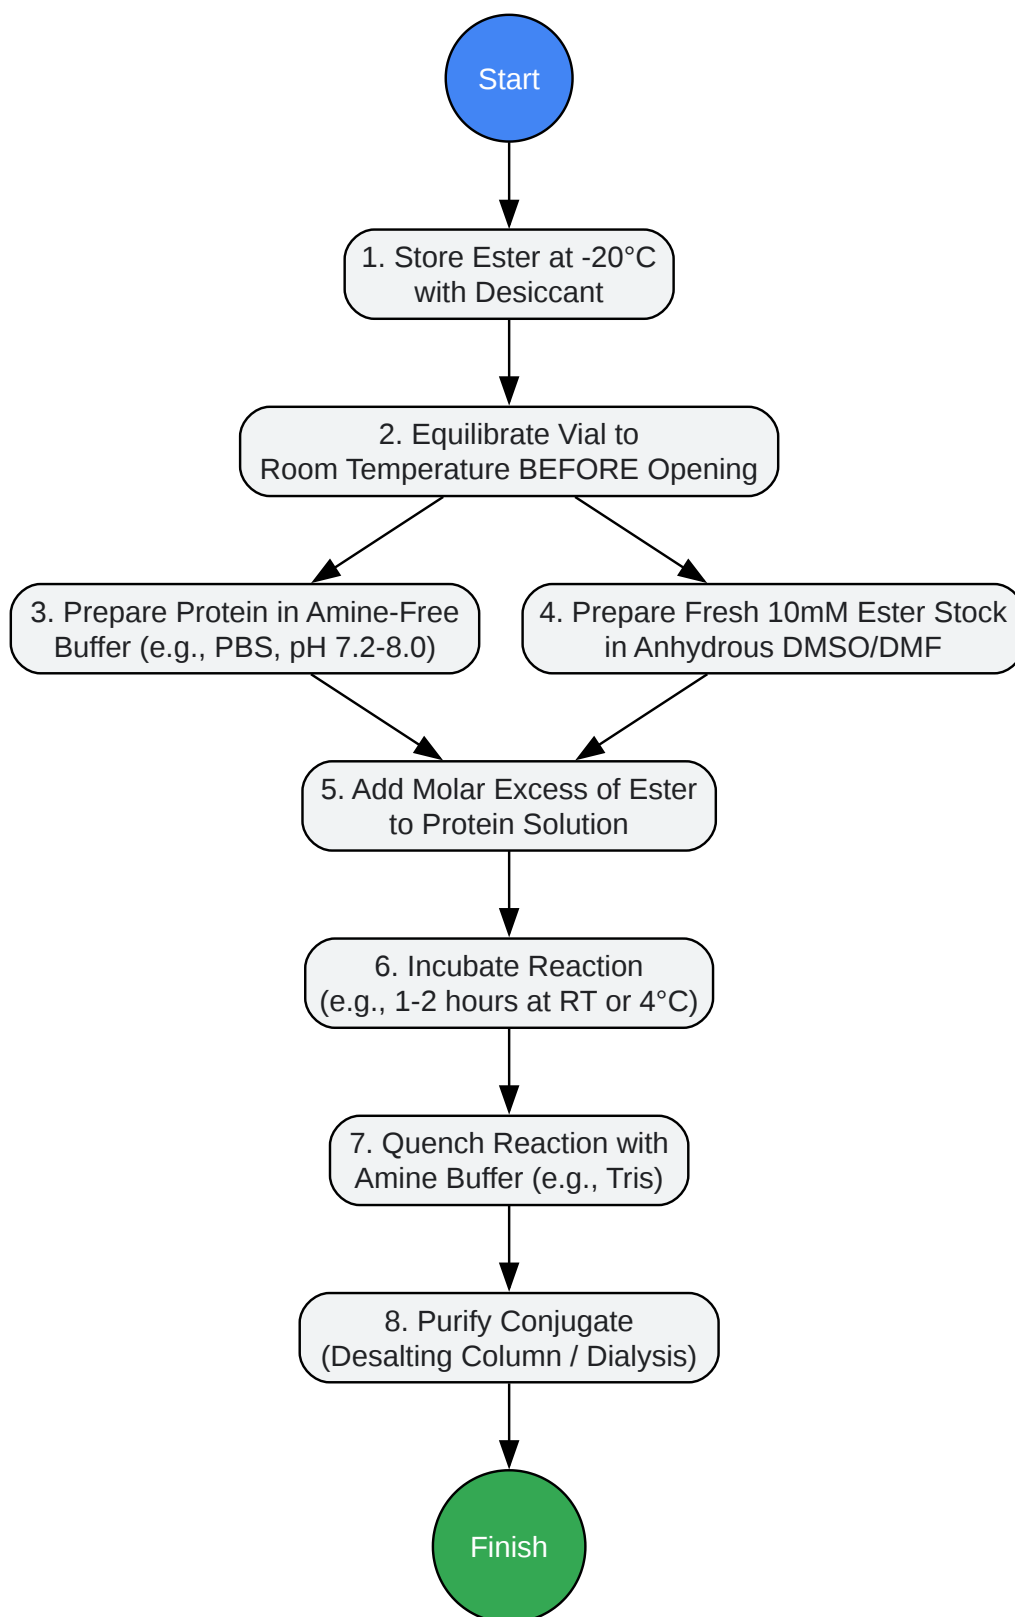 Start
1. Store Ester at -20°C
with Desiccant
2. Equilibrate Vial to
Room Temperature BEFORE Opening
3. Prepare Protein in Amine-Free
Buffer (e.g., PBS, pH 7.2-8.0)
4. Prepare Fresh 10mM Ester Stock
in Anhydrous DMSO/DMF
5. Add Molar Excess of Ester
to Protein Solution
6. Incubate Reaction
(e.g., 1-2 hours at RT or 4°C)
7. Quench Reaction with
Amine Buffer (e.g., Tris)
8. Purify Conjugate
(Desalting Column / Dialysis)
Finish